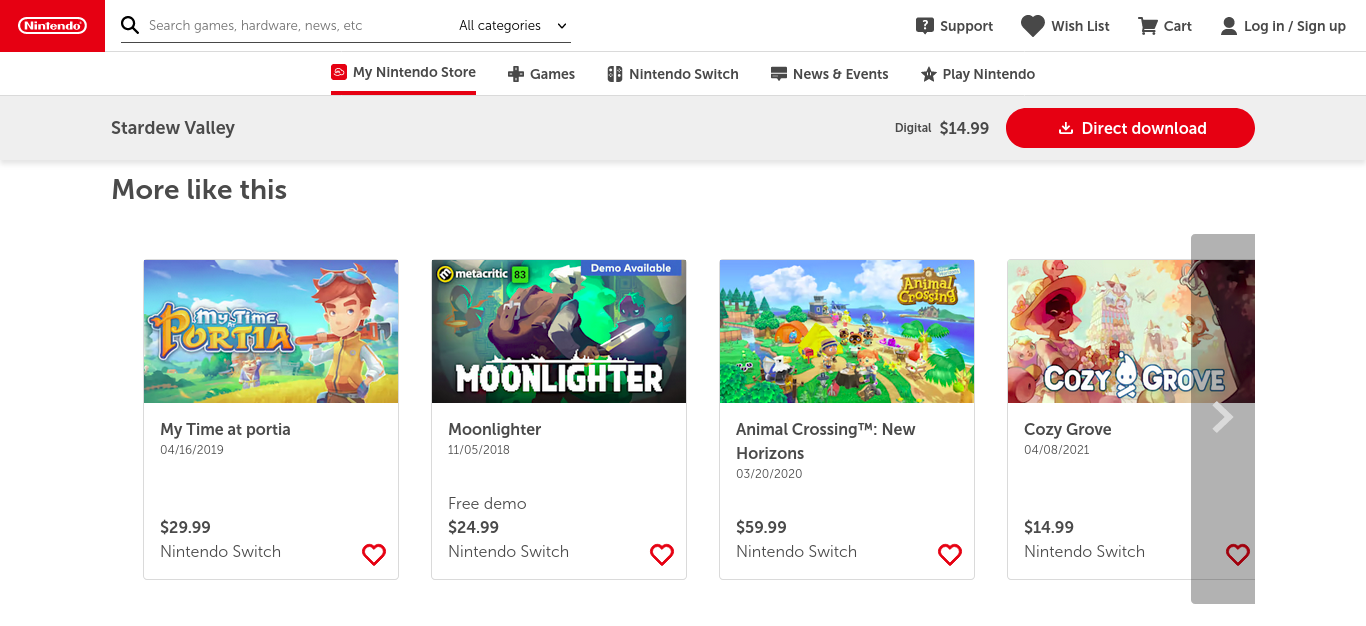 Nintendo
Search games, hardware, news, etc
All categories
Support
Wish List
Cart
Log in / Sign up
My Nintendo Store
Games
Nintendo Switch
News & Events
Play Nintendo
Stardew Valley
Digital $14.99
Direct download
More like this
My Time
AT
PORTIA
metacritic 83
Demo Available
MOONLIGHTER
Animal
Crossing
COZY GROVE
My Time at portia
04/16/2019
$29.99
Nintendo Switch
Moonlighter
11/05/2018
Free demo
$24.99
Nintendo Switch
Animal Crossing™: New
Horizons
03/20/2020
$59.99
Nintendo Switch
Cozy Grove
04/08/2021
$14.99
Nintendo Switch